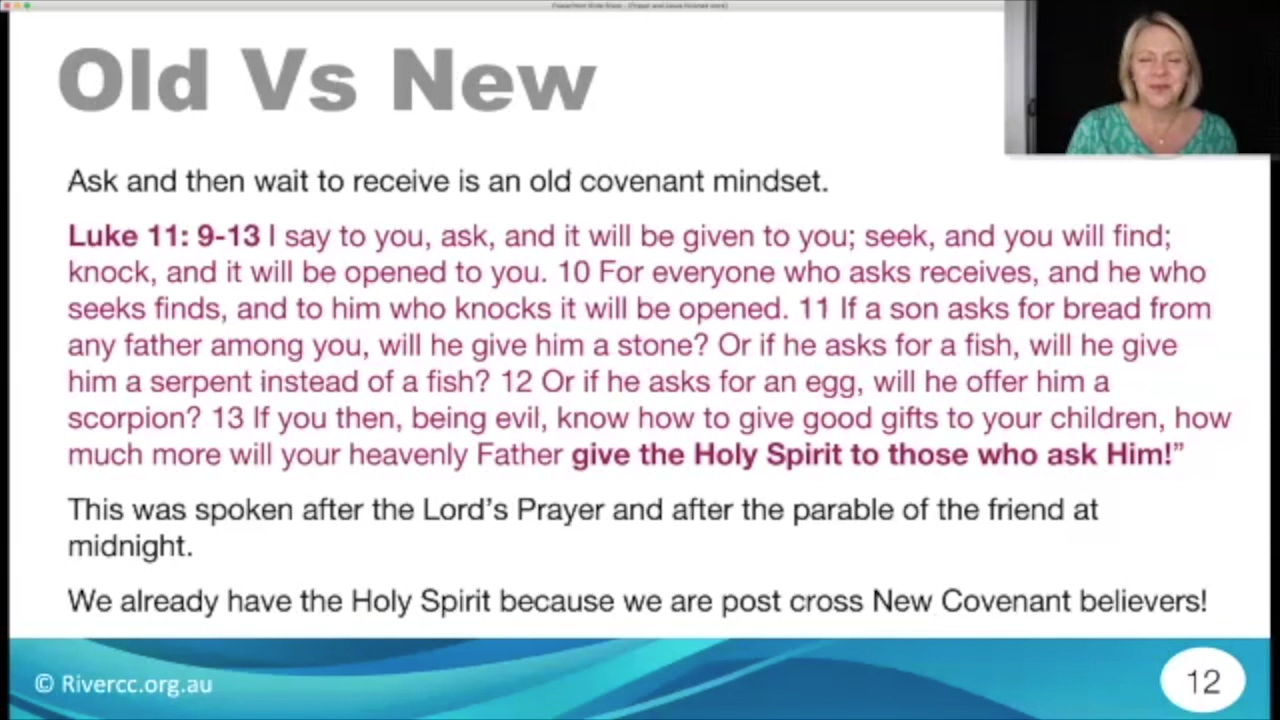 Old Vs New
Ask and then wait to receive is an old covenant mindset.
Luke 11: 9-13 I say to you, ask, and it will be given to you; seek, and you will find;
knock, and it will be opened to you. 10 For everyone who asks receives, and he who
seeks finds, and to him who knocks it will be opened. 11 If a son asks for bread from
any father among you, will he give him a stone? Or if he asks for a fish, will he give
him a serpent instead of a fish? 12 Or if he asks for an egg, will he offer him a
scorpion? 13 If you then, being evil, know how to give good gifts to your children, how
much more will your heavenly Father give the Holy Spirit to those who ask Him!”
This was spoken after the Lord’s Prayer and after the parable of the friend at
midnight.
We already have the Holy Spirit because we are post cross New Covenant believers!
© Rivercc.org.au
12